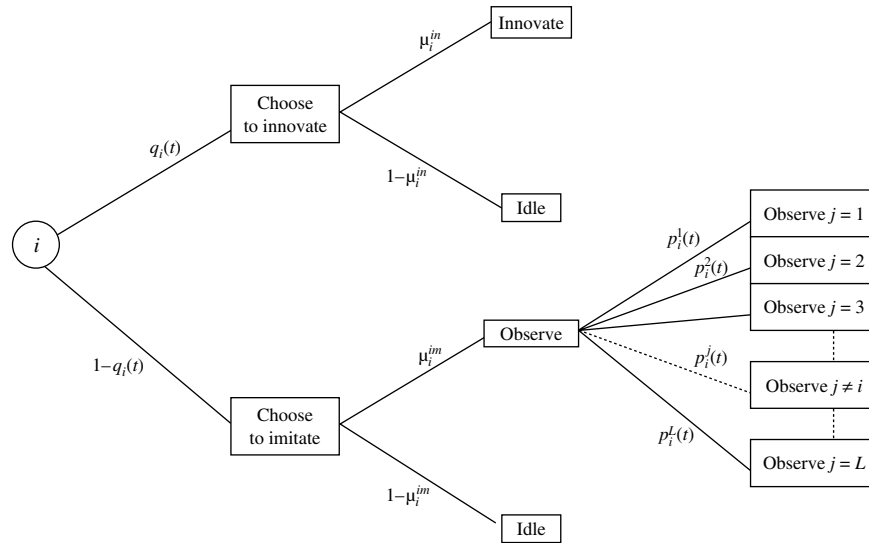 Innovate
μ_i^{in}
Choose
to innovate
q_i(t)
1–μ_i^{in}
Idle
i
Observe j = 1
p_i^1(t)
Observe j = 2
p_i^2(t)
Observe j = 3
Observe
1–q_i(t)
μ_i^{im}
p_i^j(t)
Observe j ≠ i
Choose
to imitate
p_i^L(t)
Observe j = L
1–μ_i^{im}
Idle